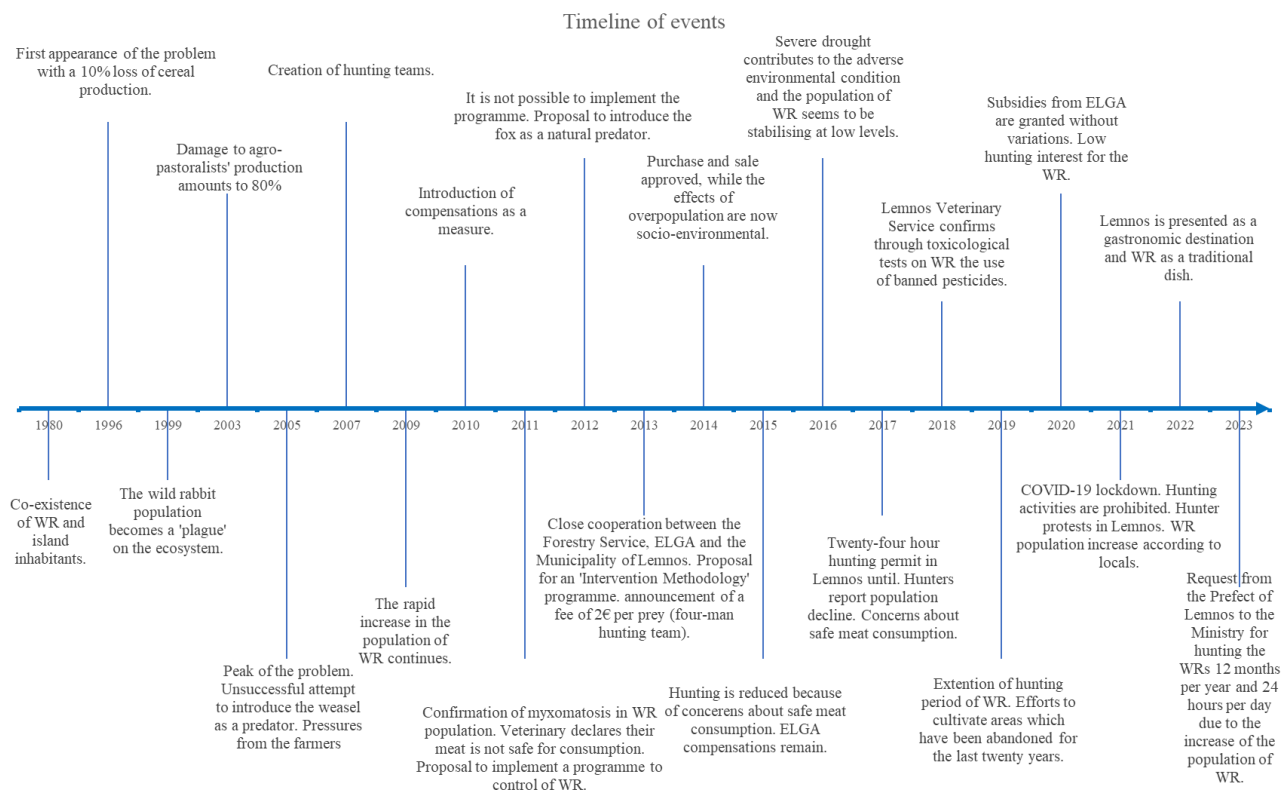 Timeline of events
First appearance of the problem
with a 10% loss of cereal
production.
Damage to agro-
pastoralists' production
amounts to 80%
Creation of hunting teams.
Introduction of
compensations as a
measure.
It is not possible to implement the
programme. Proposal to introduce the
fox as a natural predator.
Purchase and sale
approved, while the
effects of
overpopulation are now
socio-environmental.
Severe drought
contributes to the adverse
environmental condition
and the population of
WR seems to be
stabilising at low levels.
Lemnos Veterinary
Service confirms
through toxicological
tests on WR the use
of banned pesticides.
Subsidies from ELGA
are granted without
variations. Low
hunting interest for the
WR.
Lemnos is presented as a
gastronomic destination
and WR as a traditional
dish.
1980 1996 1999 2003 2005 2007 2009 2010 2011 2012 2013 2014 2015 2016 2017 2018 2019 2020 2021 2022 2023
Co-existence
of WR and
island
inhabitants.
The wild rabbit
population
becomes a 'plague'
on the ecosystem.
Peak of the problem.
Unsuccessful attempt
to introduce the weasel
as a predator. Pressures
from the farmers
The rapid
increase in the
population of
WR continues.
Confirmation of myxomatosis in WR
population. Veterinary declares their
meat is not safe for consumption.
Proposal to implement a programme to
control of WR.
Close cooperation between the
Forestry Service, ELGA and the
Municipality of Lemnos. Proposal
for an 'Intervention Methodology'
programme. announcement of a
fee of 2€ per prey (four-man
hunting team).
Hunting is reduced because
of concerns about safe meat
consumption. ELGA
compensations remain.
Twenty-four hour
hunting permit in
Lemnos until. Hunters
report population
decline. Concerns about
safe meat consumption.
Extention of hunting
period of WR. Efforts to
cultivate areas which
have been abandoned for
the last twenty years.
COVID-19 lockdown. Hunting
activities are prohibited. Hunter
protests in Lemnos. WR
population increase according to
locals.
Request from
the Prefect of
Lemnos to the
Ministry for
hunting the
WRs 12 months
per year and 24
hours per day
due to the
increase of the
population of
WR.